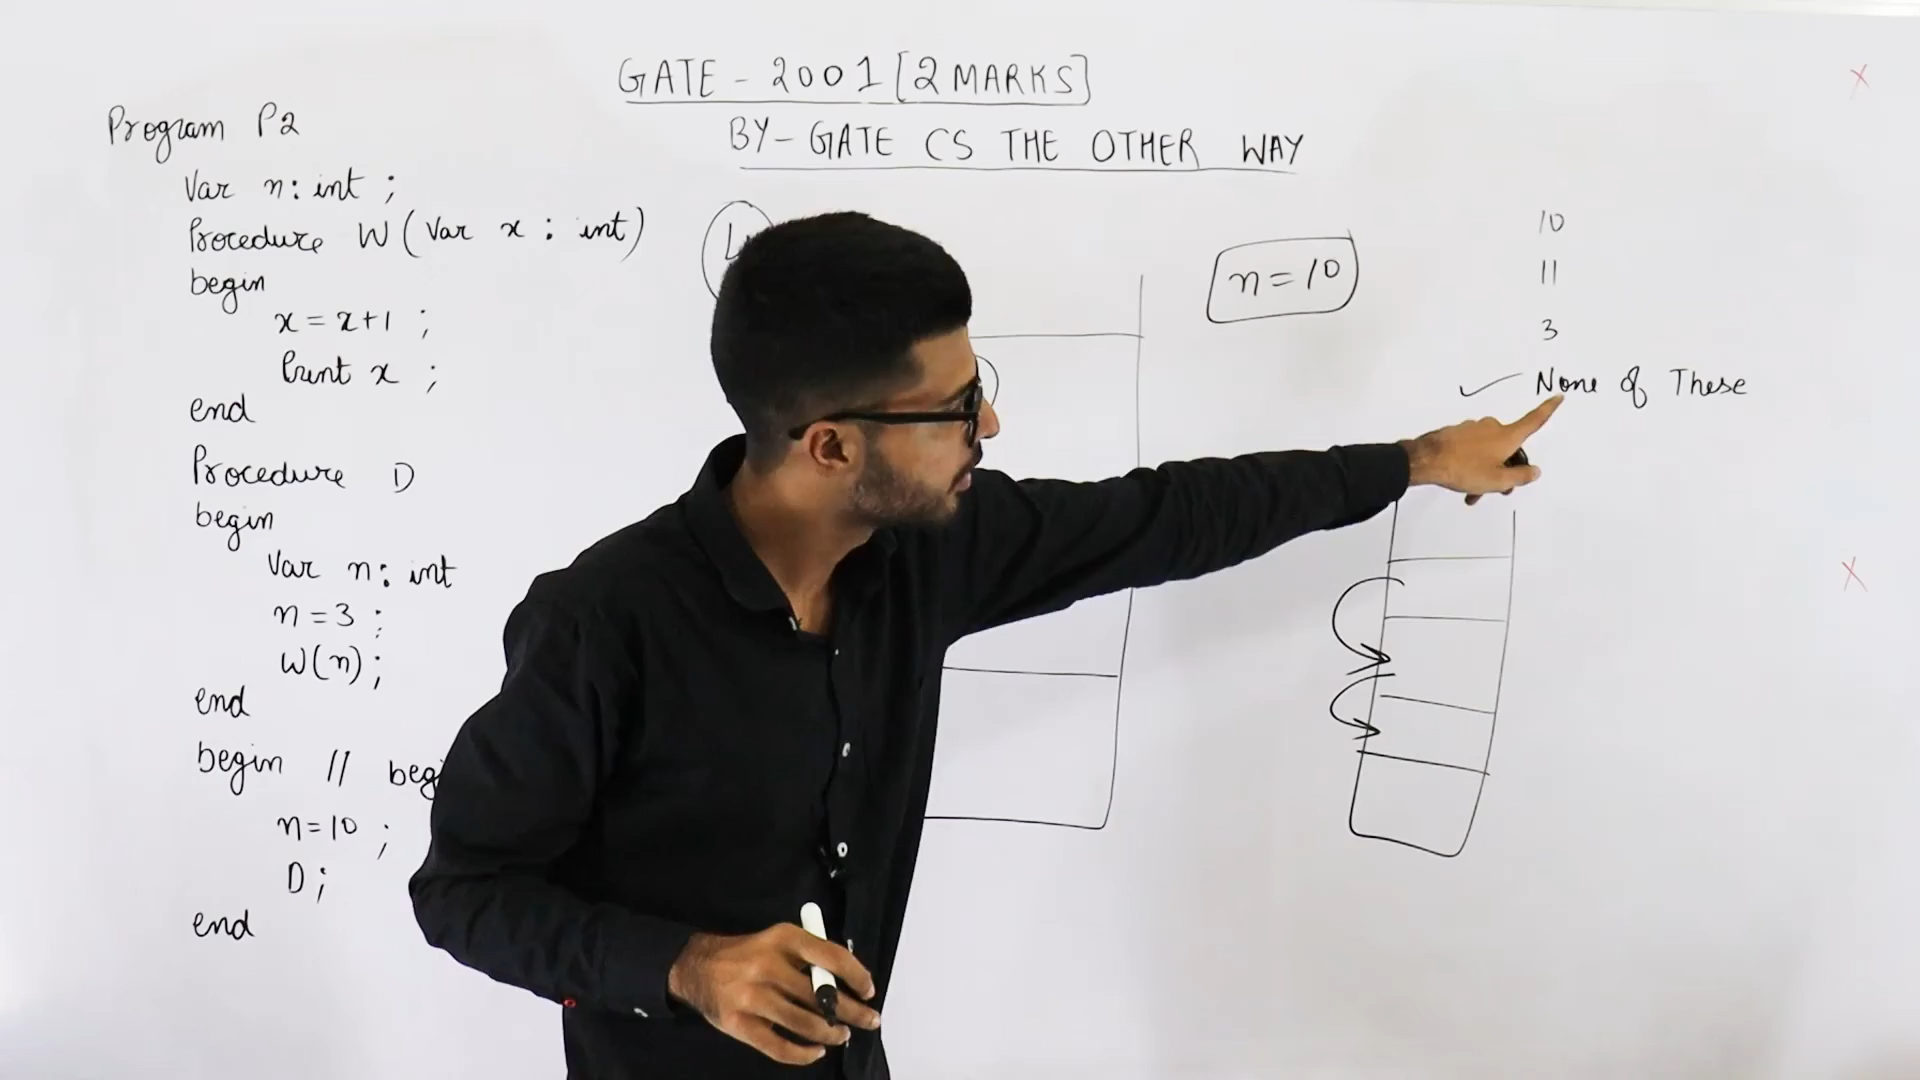 GATE - 2001 [2 MARKS]
BY - GATE CS THE OTHER WAY
Program P2
Var n: int ;
Procedure W (Var x : int)
begin
x = x+1 ;
Print x ;
end
Procedure D
begin
Var n: int
n = 3 ;
W(n) ;
end
begin //
n=10 ;
D ;
end
n = 10
10
11
3
None of These